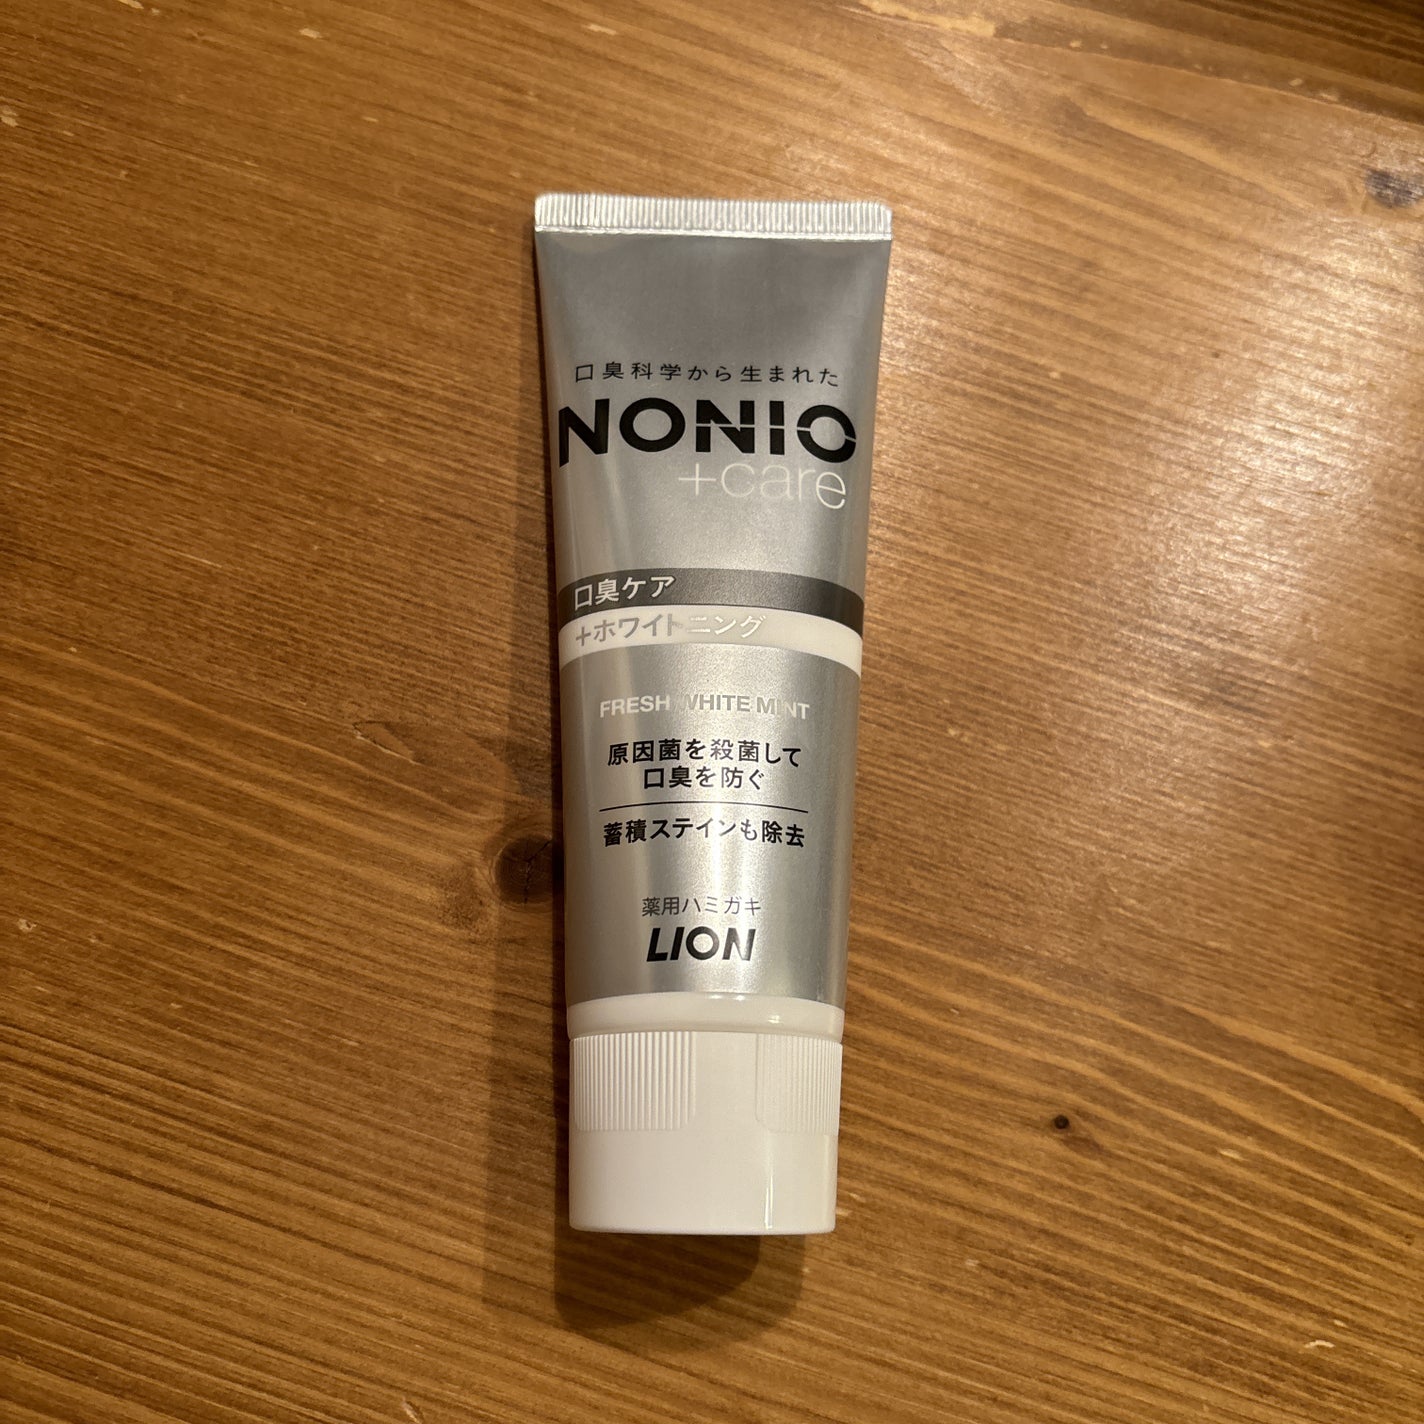 口臭科学から生まれた
NONIO
+care
口臭ケア
+ホワイトニング
FRESH WHITE MINT
原因菌を殺菌して
口臭を防ぐ
蓄積ステインも除去
薬用ハミガキ
LION